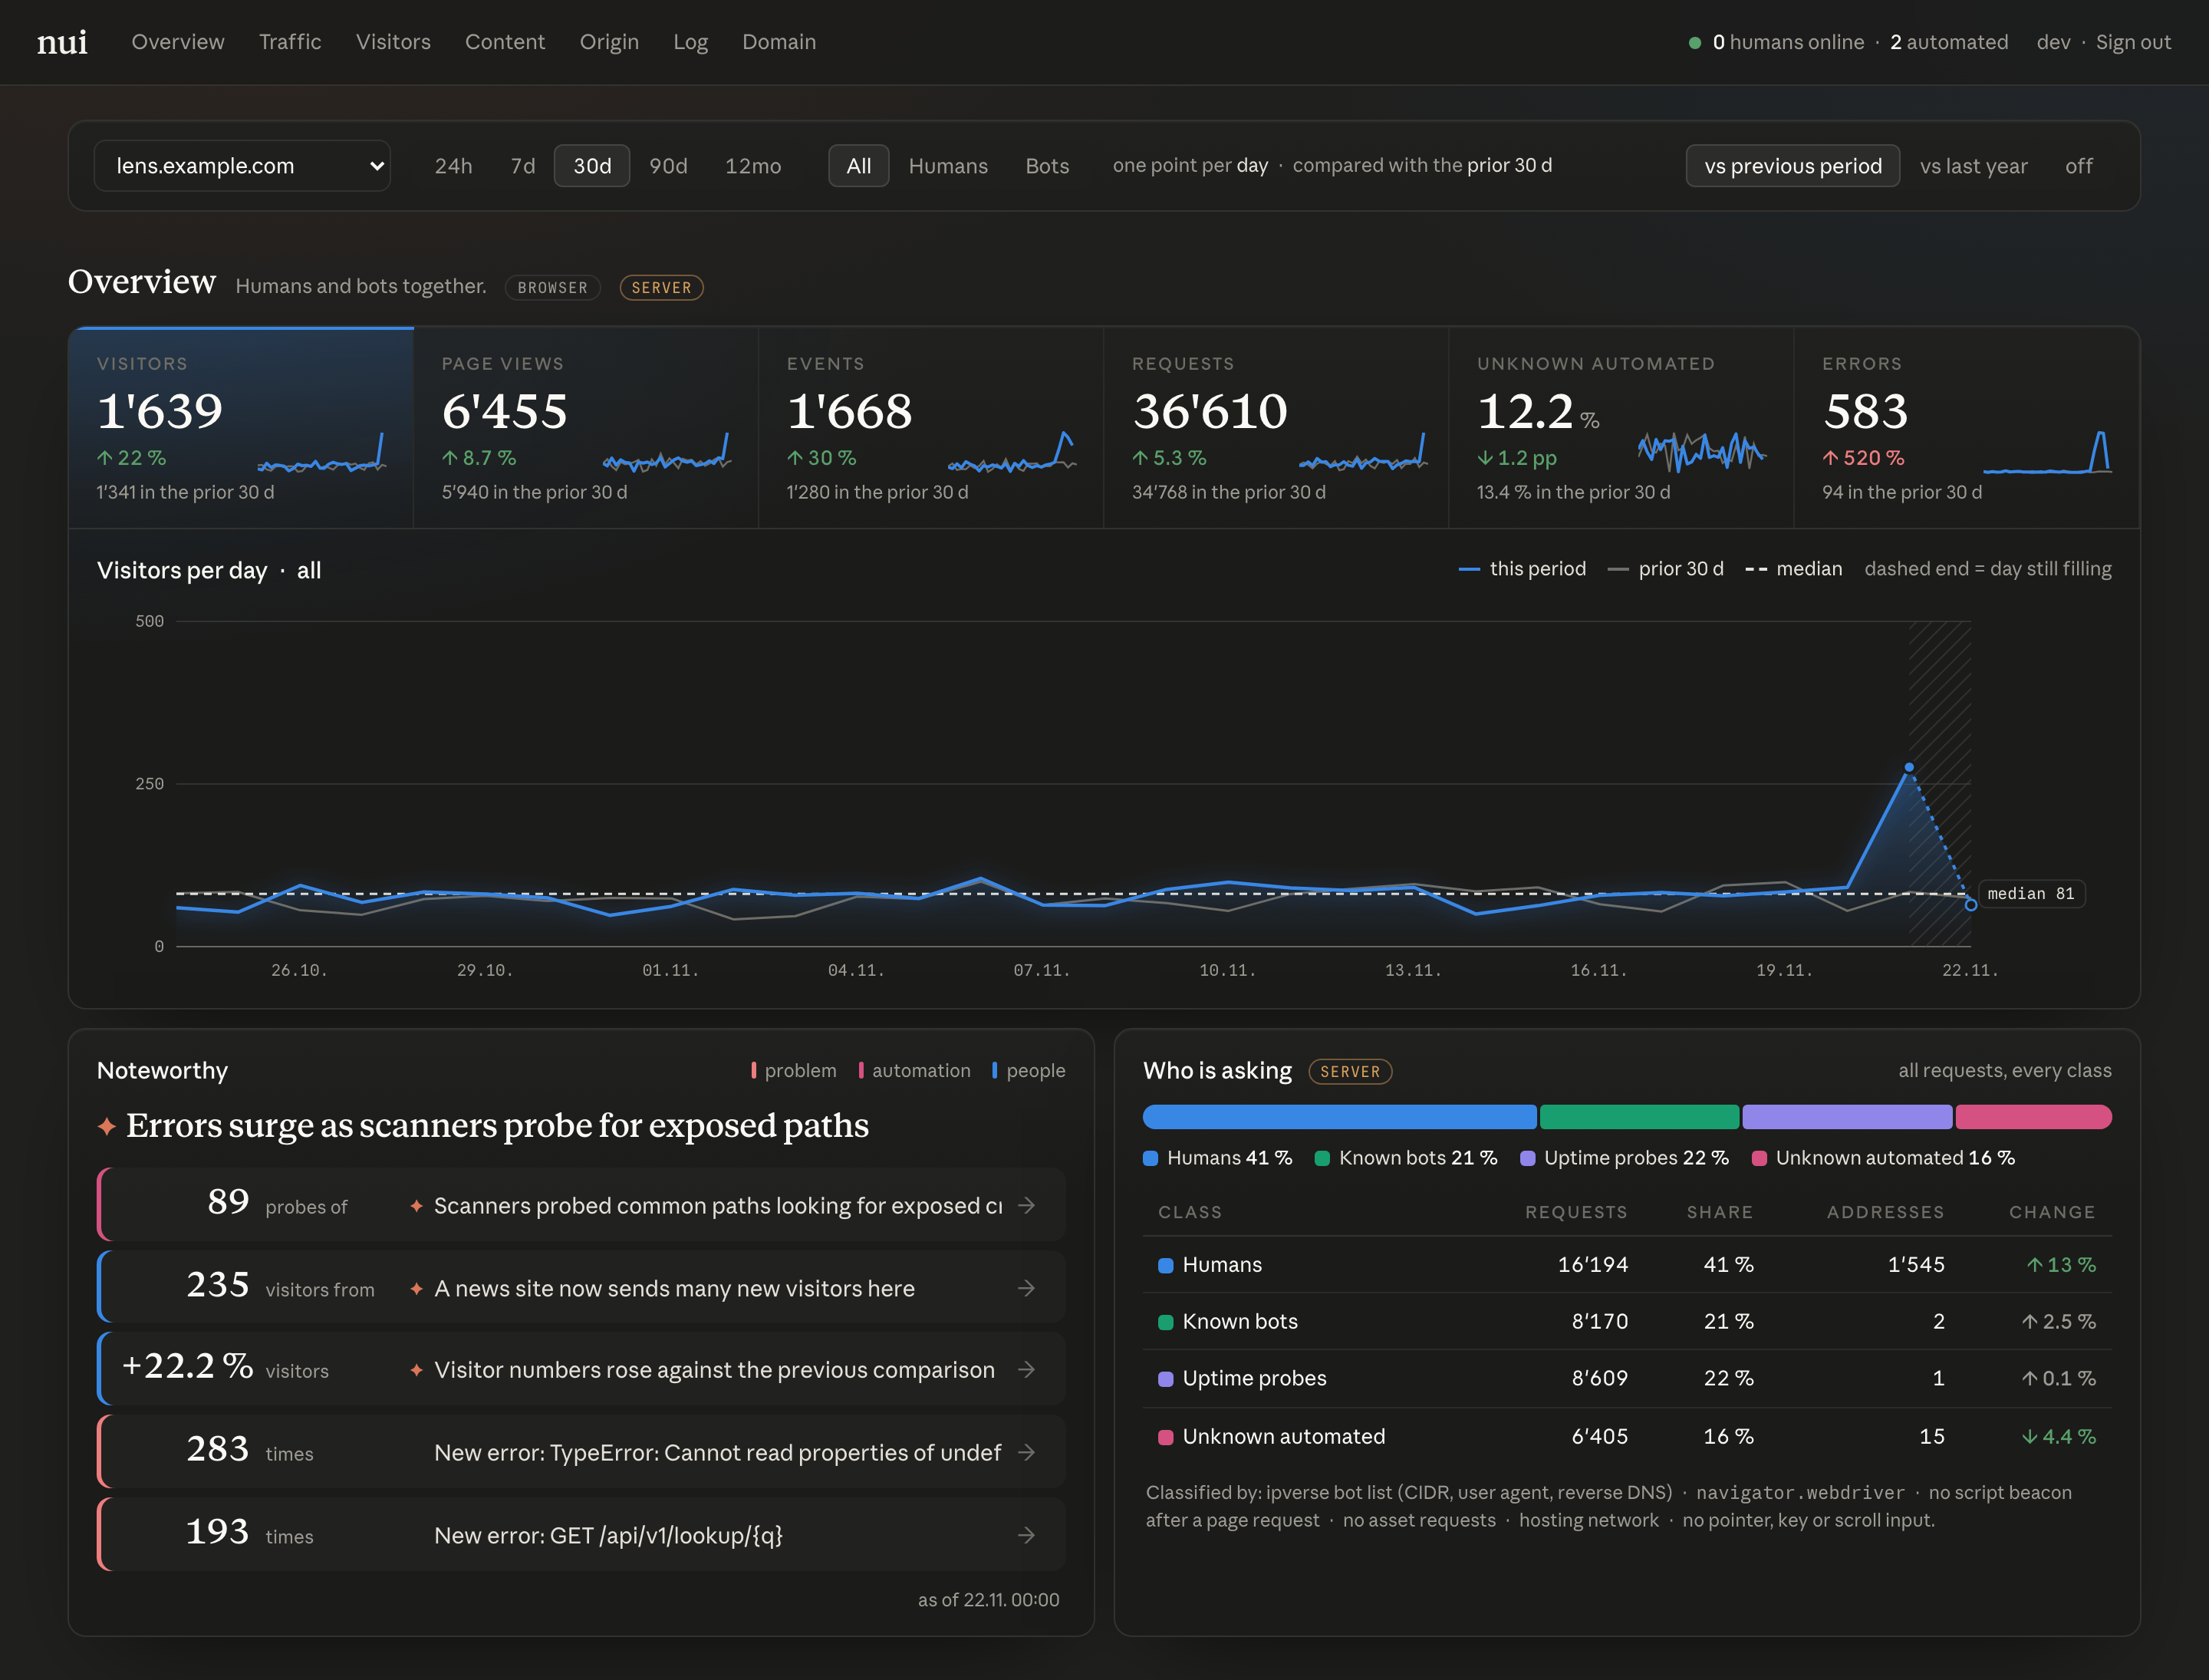 nui Overview Traffic Visitors Content Origin Log Domain 0 humans online · 2 automated dev · Sign out
lens.example.com 24h 7d 30d 90d 12mo All Humans Bots one point per day · compared with the prior 30 d vs previous period vs last year off
Overview Humans and bots together. BROWSER SERVER
VISITORS PAGE VIEWS EVENTS REQUESTS UNKNOWN AUTOMATED ERRORS
1'639 6'455 1'668 36'610 12.2 % 583
↑ 22 % ↑ 8.7 % ↑ 30 % ↑ 5.3 % ↓ 1.2 pp ↑ 520 %
1'341 in the prior 30 d 5'940 in the prior 30 d 1'280 in the prior 30 d 34'768 in the prior 30 d 13.4 % in the prior 30 d 94 in the prior 30 d
Visitors per day · all this period prior 30 d median dashed end = day still filling
500
250
median 81
0
26.10. 29.10. 01.11. 04.11. 07.11. 10.11. 13.11. 16.11. 19.11. 22.11.
Noteworthy problem automation people
Errors surge as scanners probe for exposed paths
89 probes of Scanners probed common paths looking for exposed →
235 visitors from A news site now sends many new visitors here →
+22.2 % visitors Visitor numbers rose against the previous comparison →
283 times New error: TypeError: Cannot read properties of undef →
193 times New error: GET /api/v1/lookup/{q} →
as of 22.11. 00:00
Who is asking SERVER all requests, every class
Humans 41 % Known bots 21 % Uptime probes 22 % Unknown automated 16 %
CLASS REQUESTS SHARE ADDRESSES CHANGE
Humans 16'194 41 % 1'545 ↑ 13 %
Known bots 8'170 21 % 2 ↑ 2.5 %
Uptime probes 8'609 22 % 1 ↑ 0.1 %
Unknown automated 6'405 16 % 15 ↓ 4.4 %
Classified by: ipverse bot list (CIDR, user agent, reverse DNS) · navigator.webdriver · no script beacon
after a page request · no asset requests · hosting network · no pointer, key or scroll input.